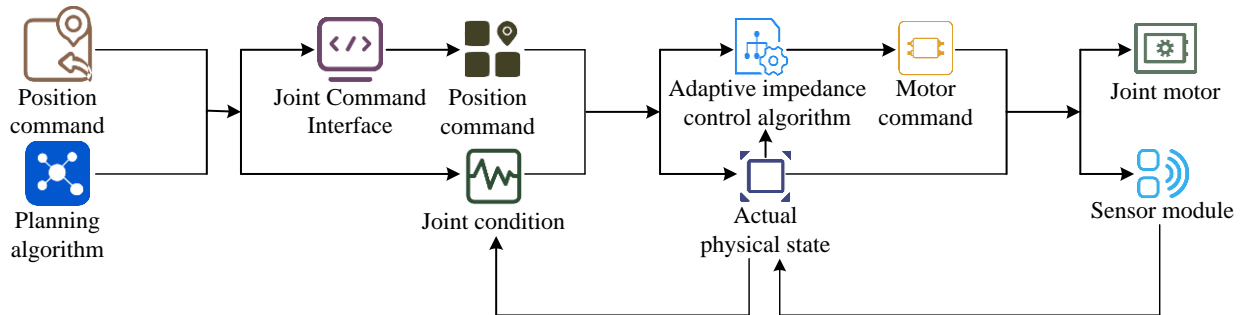 Position
command
Planning
algorithm
</>
Joint Command
Interface
Position
command
Joint condition
Adaptive impedance
control algorithm
Motor
command
Actual
physical state
Joint motor
Sensor module